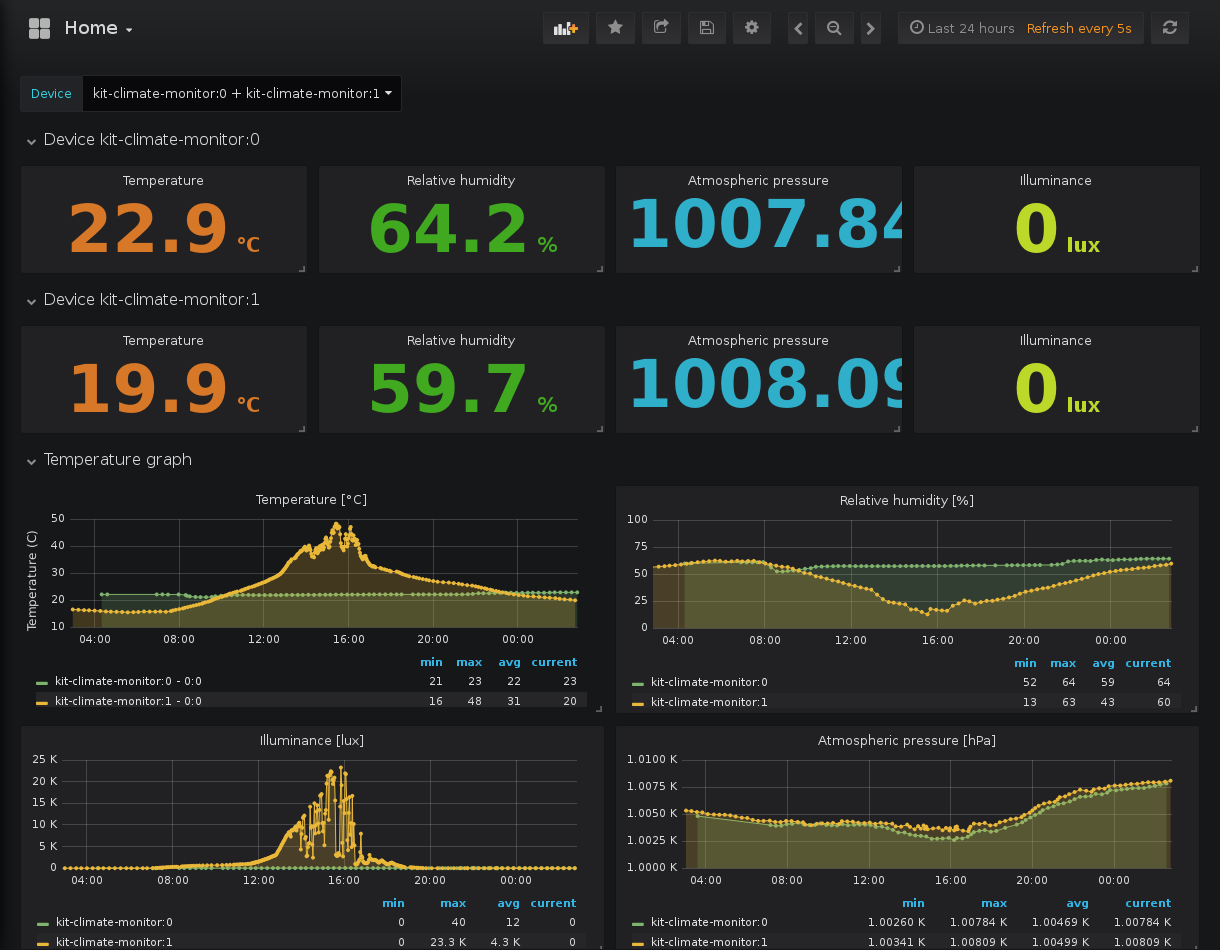 Home
Last 24 hours Refresh every 5s
Device kit-climate-monitor:0 + kit-climate-monitor:1
Device kit-climate-monitor:0
Temperature Relative humidity Atmospheric pressure Illuminance
22.9 °C 64.2 % 1007.84 0 lux
Device kit-climate-monitor:1
Temperature Relative humidity Atmospheric pressure Illuminance
19.9 °C 59.7 % 1008.09 0 lux
Temperature graph
Temperature [°C]
Temperature (C)
50
40
30
20
10
04:00 08:00 12:00 16:00 20:00 00:00
min max avg current
kit-climate-monitor:0 - 0:0 21 23 22 23
kit-climate-monitor:1 - 0:0 16 48 31 20
Relative humidity [%]
100
75
50
25
0
04:00 08:00 12:00 16:00 20:00 00:00
min max avg current
kit-climate-monitor:0 52 64 59 64
kit-climate-monitor:1 13 63 43 60
Illuminance [lux]
25 K
20 K
15 K
10 K
5 K
0
04:00 08:00 12:00 16:00 20:00 00:00
min max avg current
kit-climate-monitor:0 0 40 12 0
kit-climate-monitor:1 0 23.3 K 4.3 K 0
Atmospheric pressure [hPa]
1.0100 K
1.0075 K
1.0050 K
1.0025 K
1.0000 K
04:00 08:00 12:00 16:00 20:00 00:00
min max avg current
kit-climate-monitor:0 1.00260 K 1.00784 K 1.00469 K 1.00784 K
kit-climate-monitor:1 1.00341 K 1.00809 K 1.00499 K 1.00809 K